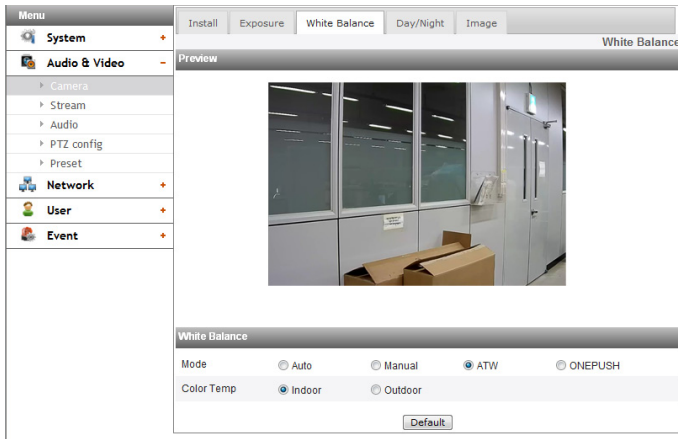 Menu
System +
Audio & Video -
Camera
Stream
Audio
PTZ config
Preset
Network +
User +
Event +
Install Exposure White Balance Day/Night Image
White Balance
Preview
White Balance
Mode Auto Manual ATW ONEPUSH
Color Temp Indoor Outdoor
Default